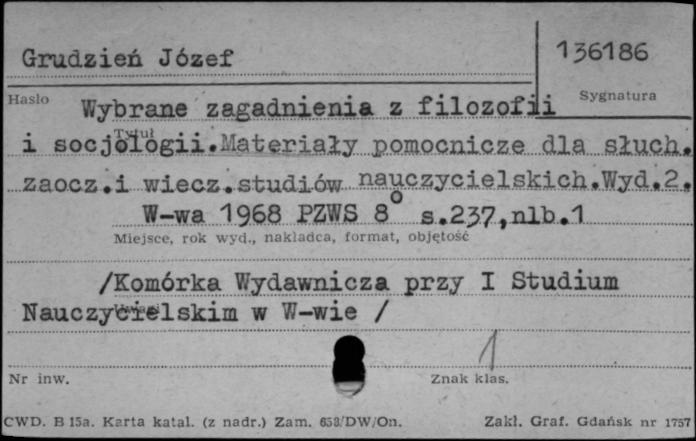 Grudzień Józef
136186
Hasło
Sygnatura
Wybrane zagadnienia z filozofii
Tytuł
i socjologii.Materiały pomocnicze dla słuch.
zaocz.i wiecz.studiów nauczycielskich.Wyd.2.
W-wa 1968 PZWS 8° s.237,nlb.1
Miejsce, rok wyd., nakładca, format, objętość
/Komórka Wydawnicza przy I Studium
Nauczycielskim w W-wie /
1
Nr inw.
Znak klas.
CWD. B 15a. Karta katal. (z nadr.) Zam. 653/DW/On.
Zakł. Graf. Gdańsk nr 1757